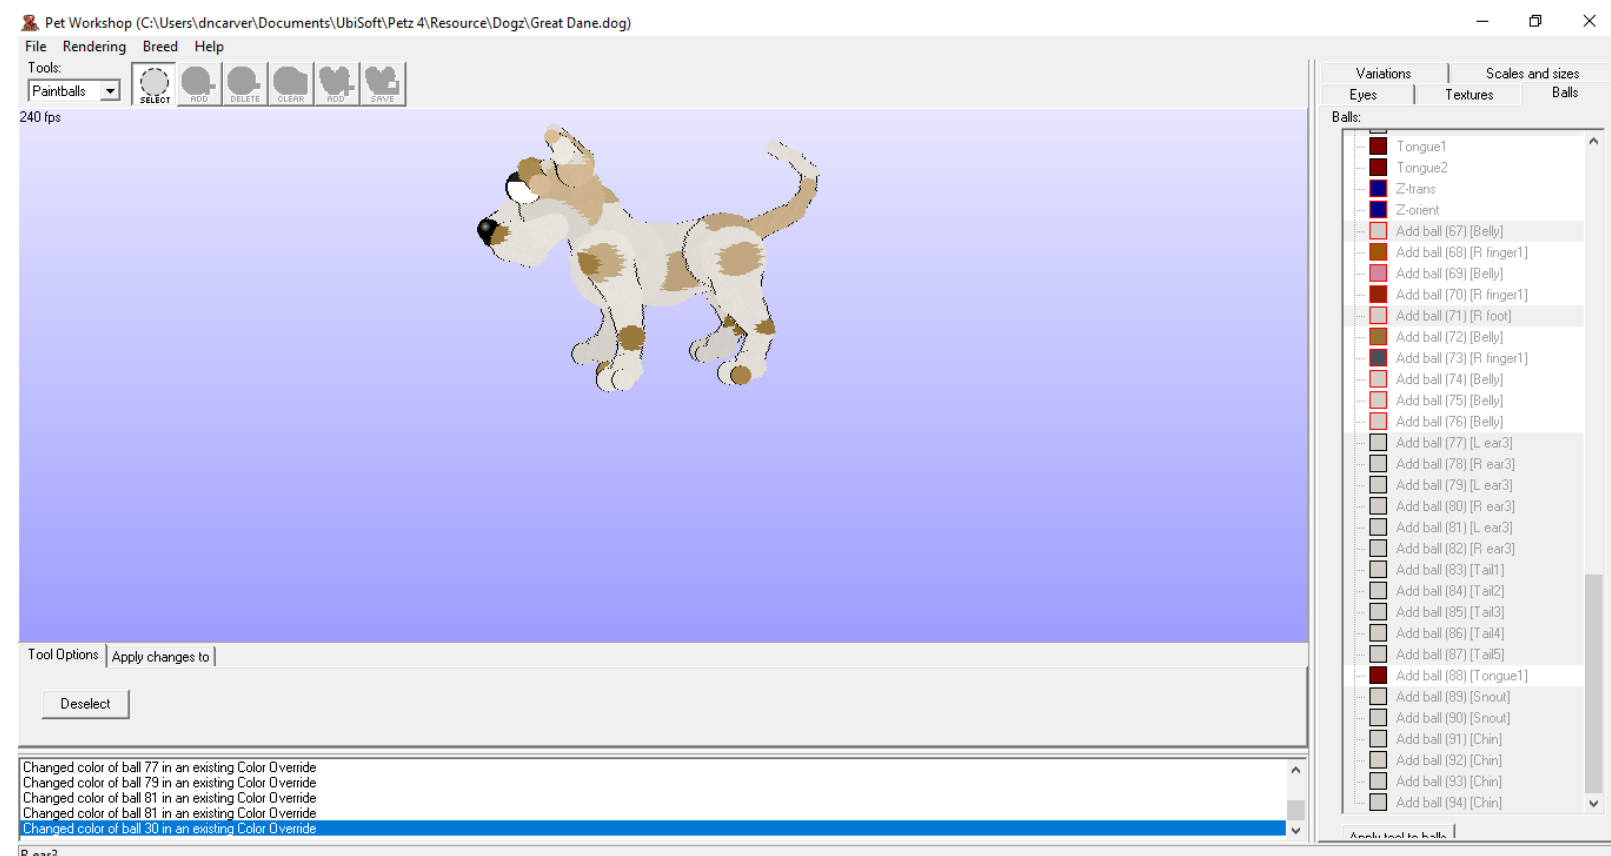 Pet Workshop (C:\Users\dncarver\Documents\UbiSoft\Petz 4\Resource\Dogz\Great Dane.dog)
File Rendering Breed Help
Tools:
Paintballs
SELECT ADD DELETE CLEAR ADD SAVE
240 fps
Variations Scales and sizes
Eyes Textures Balls
Balls:
Tongue1
Tongue2
Z-trans
Z-orient
Add ball (67) [Belly]
Add ball (68) [R finger1]
Add ball (69) [Belly]
Add ball (70) [R finger1]
Add ball (71) [R foot]
Add ball (72) [Belly]
Add ball (73) [R finger1]
Add ball (74) [Belly]
Add ball (75) [Belly]
Add ball (76) [Belly]
Add ball (77) [L ear3]
Add ball (78) [R ear3]
Add ball (79) [L ear3]
Add ball (80) [R ear3]
Add ball (81) [L ear3]
Add ball (82) [R ear3]
Add ball (83) [Tail1]
Add ball (84) [Tail2]
Add ball (85) [Tail3]
Add ball (86) [Tail4]
Add ball (87) [Tail5]
Add ball (88) [Tongue1]
Add ball (89) [Snout]
Add ball (90) [Snout]
Add ball (91) [Chin]
Add ball (92) [Chin]
Add ball (93) [Chin]
Add ball (94) [Chin]
Apply tool to balls
Tool Options Apply changes to
Deselect
Changed color of ball 77 in an existing Color Override
Changed color of ball 79 in an existing Color Override
Changed color of ball 81 in an existing Color Override
Changed color of ball 81 in an existing Color Override
Changed color of ball 30 in an existing Color Override
R ear3